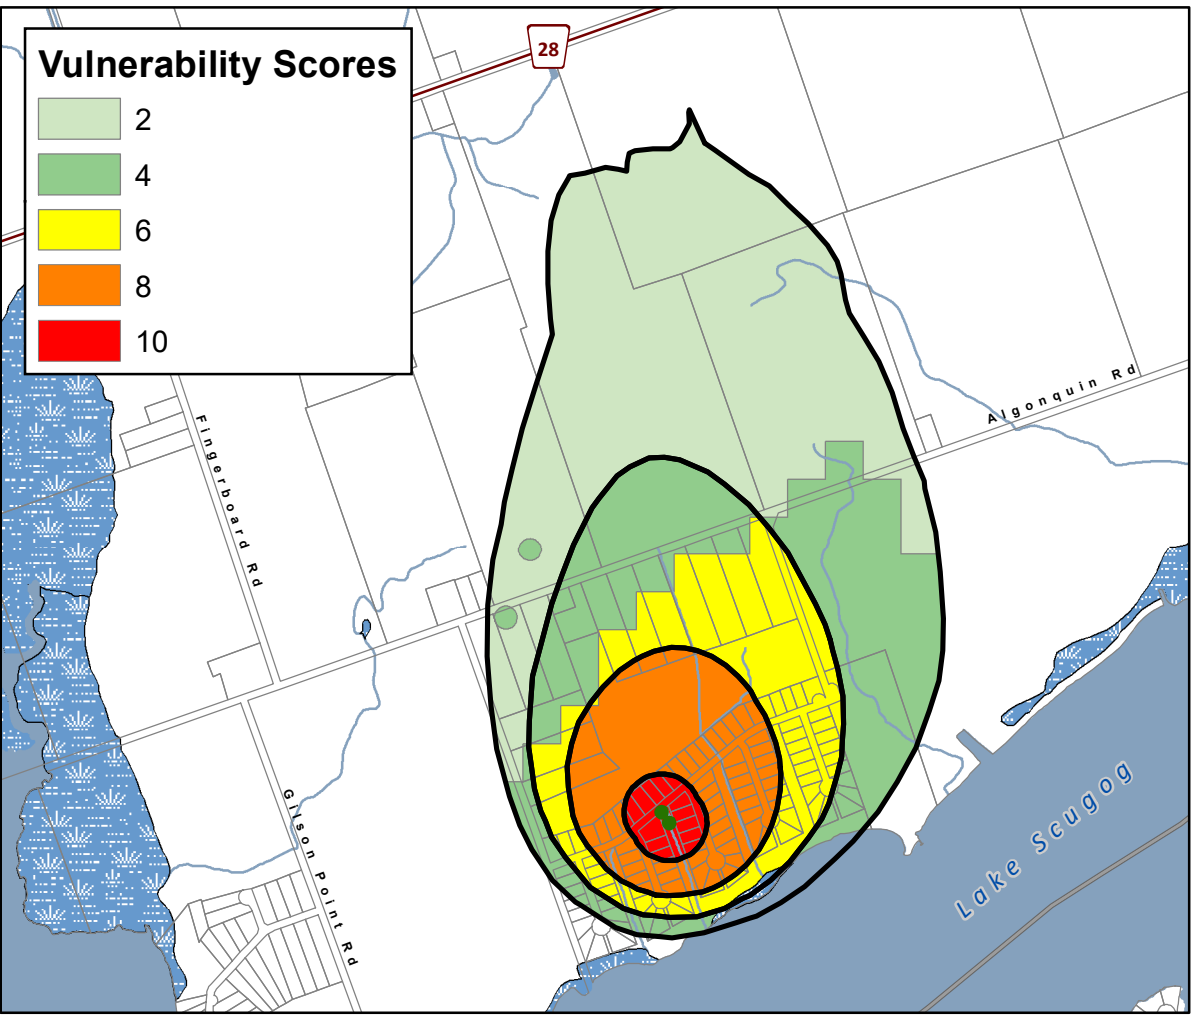 28
Vulnerability Scores
2
4
6
8
10
Algonquin Rd
Fingerboard Rd
Gilson Point Rd
Lake Scugog